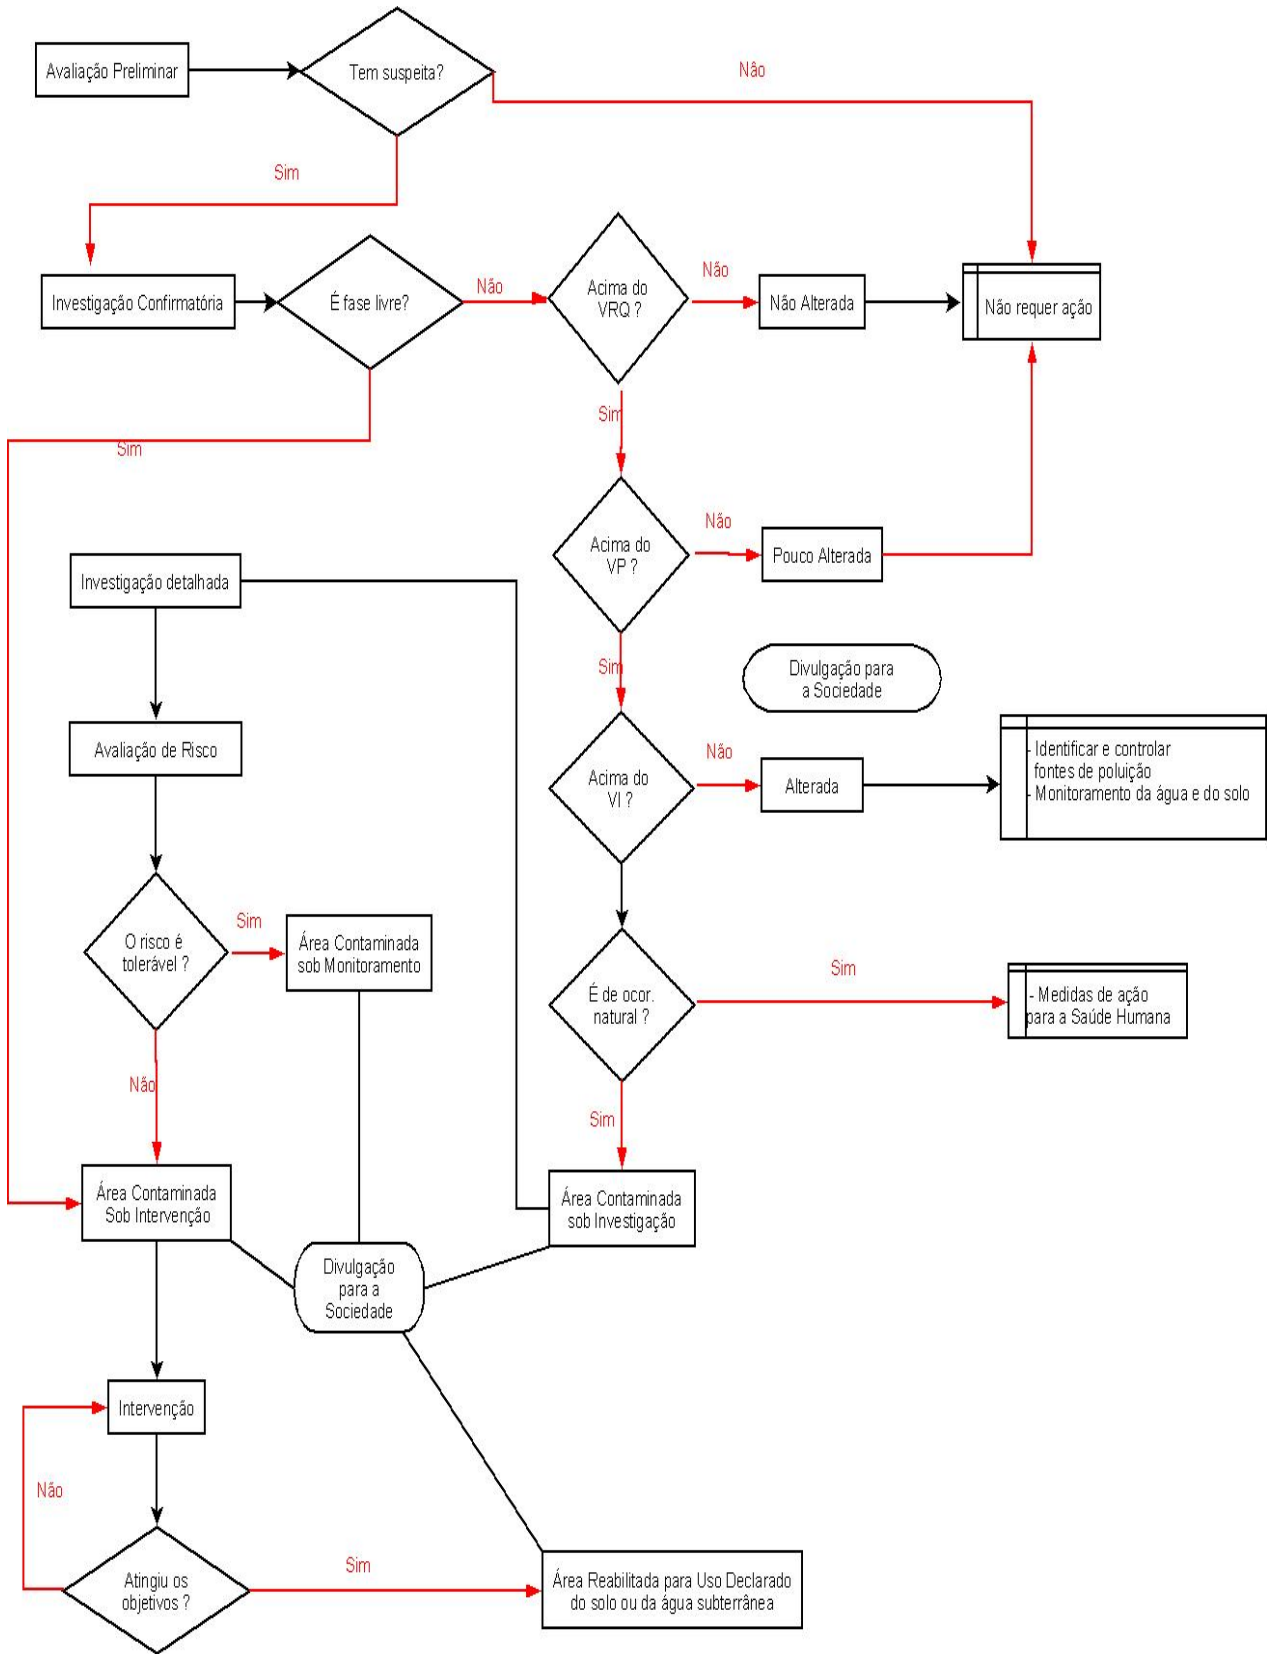 Avaliação Preliminar
Tem suspeita?
Nâo
Sim
Investigação Confirmatória
É fase livre?
Não
Acima do
VRQ ?
Não
Não Alterada
Não requer ação
Sim
Sim
Acima do
VP ?
Não
Pouco Alterada
Investigação detalhada
Sim
Divulgação para
a Sociedade
Avaliação de Risco
Acima do
VI ?
Não
Alterada
- Identificar e controlar
fontes de poluição
- Monitoramento da água e do solo
O risco é
tolerável ?
Sim
Área Contaminada
sob Monitoramento
É de ocor.
natural ?
Sim
- Medidas de ação
para a Saúde Humana
Não
Sim
Área Contaminada
Sob Intervenção
Área Contaminada
sob Investigação
Divulgação
para a
Sociedade
Intervenção
Não
Atingiu os
objetivos ?
Sim
Área Reabilitada para Uso Declarado
do solo ou da água subterrânea